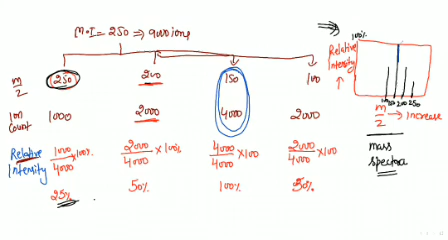 M·I = 250 ⇒ 9000 ions
m/z 250 200 150 100
Ion Count 1000 2000 4000 2000
Relative Intensity 1000/4000 × 100% 2000/4000 × 100% 4000/4000 × 100 2000/4000 × 100
25% 50% 100% 50%
100%
Relative Intensity
200 250
m/z → increase
mass
spectra